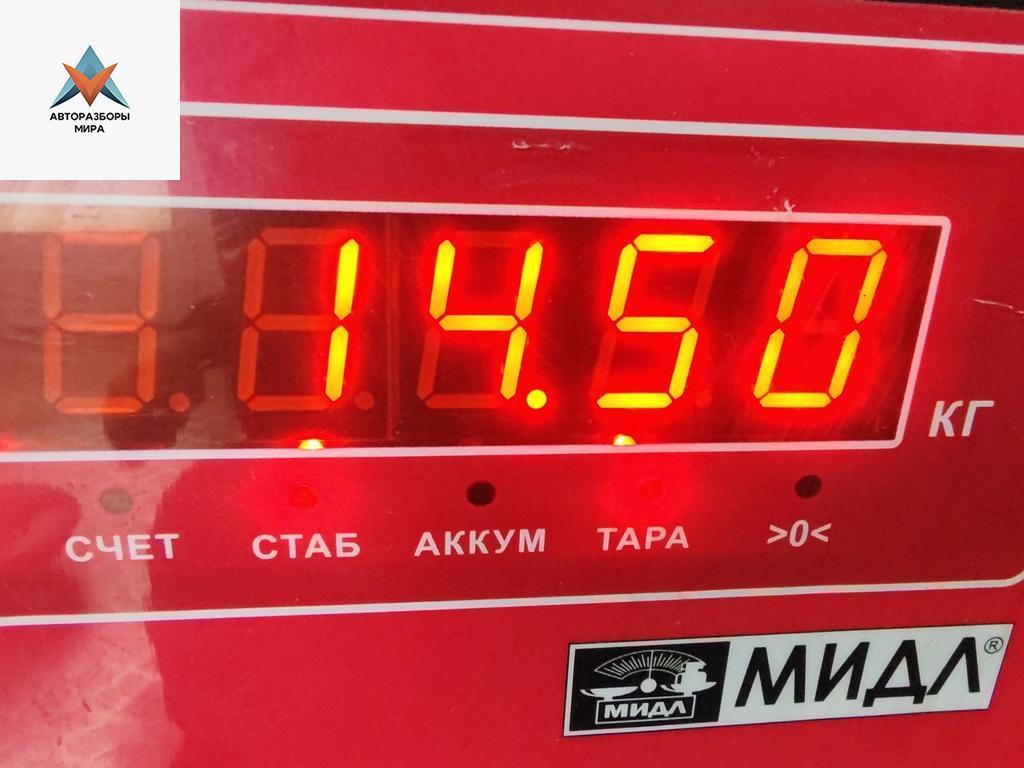 АВТОРАЗБОРЫ
МИРА
14.50
КГ
СЧЕТ СТАБ АККУМ ТАРА >0<
МИДЛ МИДЛ®